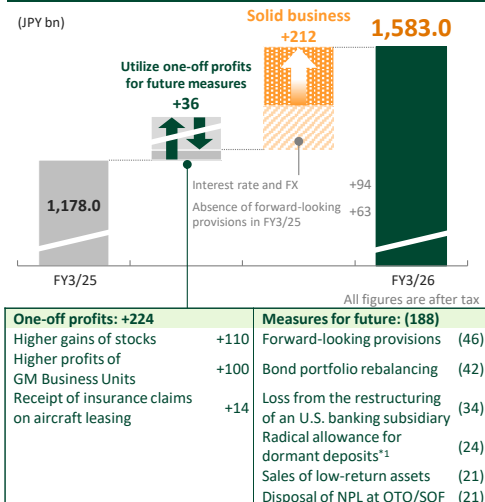 (JPY bn)
Solid business
+212
1,583.0
Utilize one-off profits
for future measures
+36
1,178.0
Interest rate and FX +94
Absence of forward-looking
provisions in FY3/25 +63
FY3/25
FY3/26
All figures are after tax
One-off profits: +224
Higher gains of stocks +110
Higher profits of
GM Business Units +100
Receipt of insurance claims
on aircraft leasing +14
Measures for future: (188)
Forward-looking provisions (46)
Bond portfolio rebalancing (42)
Loss from the restructuring
of an U.S. banking subsidiary (34)
Radical allowance for
dormant deposits*1 (24)
Sales of low-return assets (21)
Disposal of NPL at OTO/SOF (21)